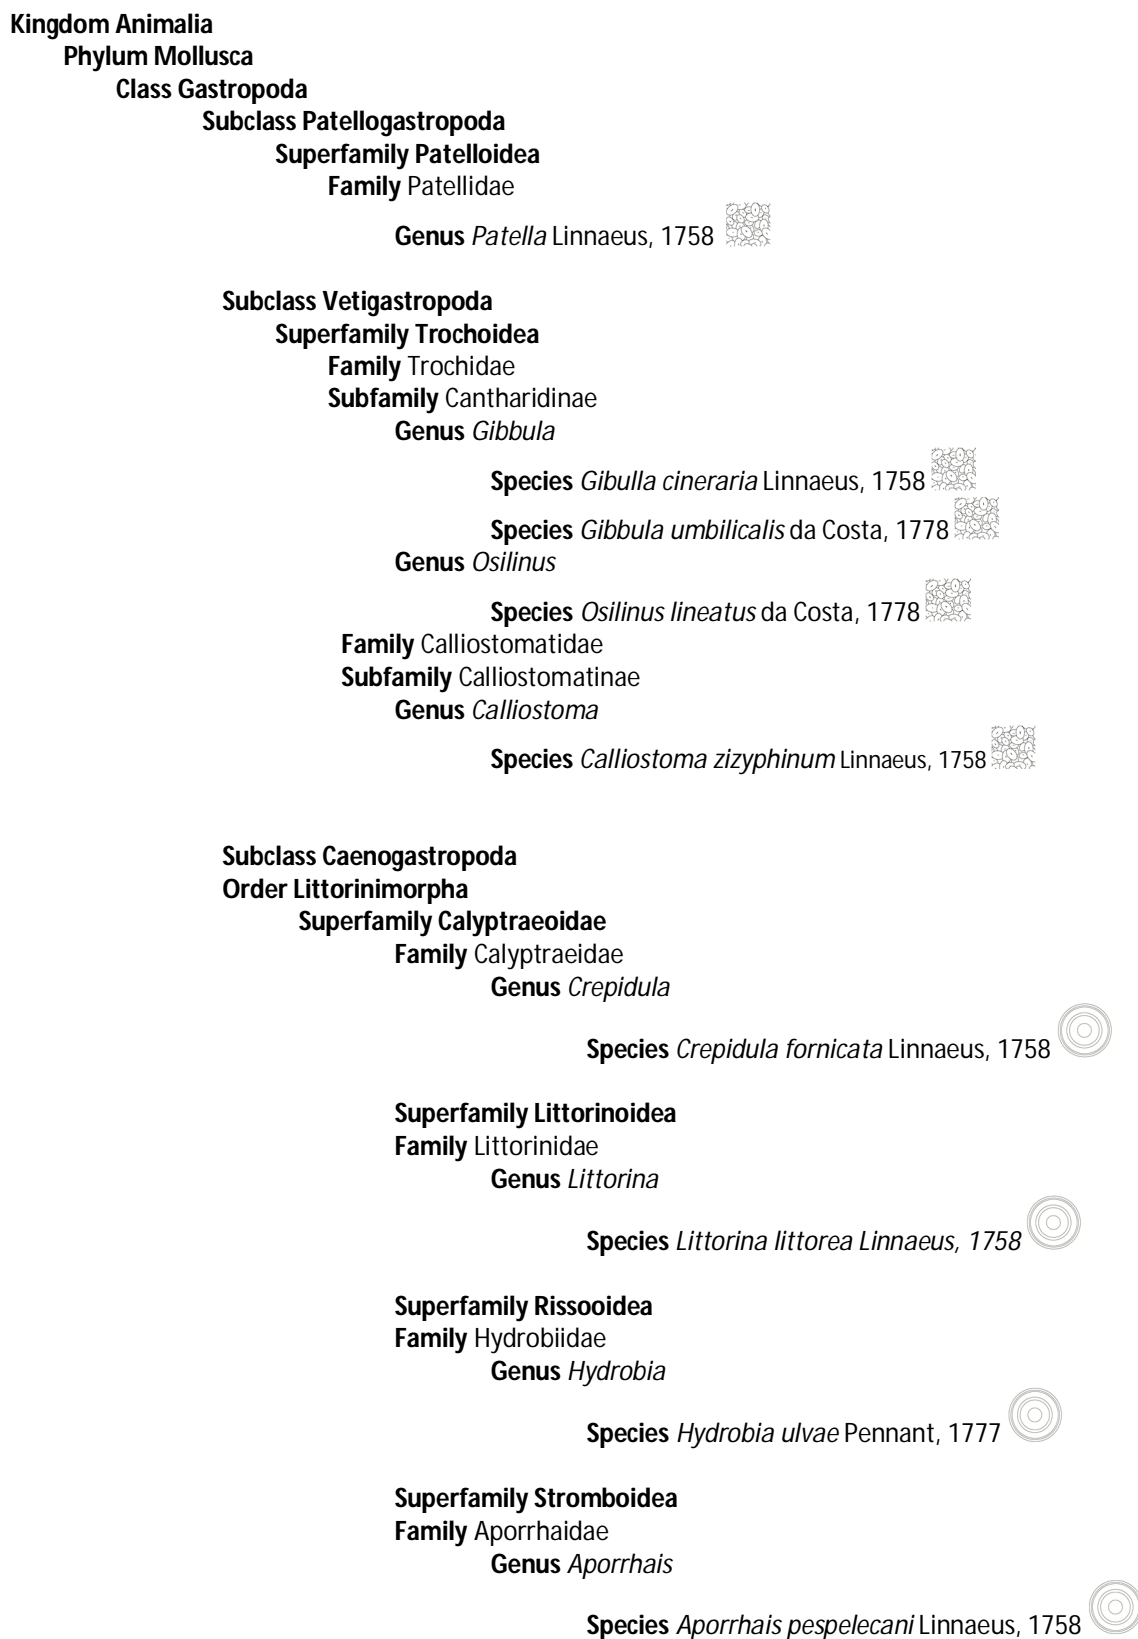 Kingdom Animalia
Phylum Mollusca
Class Gastropoda
Subclass Patellogastropoda
Superfamily Patelloidea
Family Patellidae
Genus Patella Linnaeus, 1758
Subclass Vetigastropoda
Superfamily Trochoidea
Family Trochidae
Subfamily Cantharidinae
Genus Gibbula
Species Gibulla cineraria Linnaeus, 1758
Species Gibbula umbilicalis da Costa, 1778
Genus Osilinus
Species Osilinus lineatus da Costa, 1778
Family Calliostomatidae
Subfamily Calliostomatinae
Genus Calliostoma
Species Calliostoma zizyphinum Linnaeus, 1758
Subclass Caenogastropoda
Order Littorinimorpha
Superfamily Calyptraeoidae
Family Calyptraeidae
Genus Crepidula
Species Crepidula fornicata Linnaeus, 1758
Superfamily Littorinoidea
Family Littorinidae
Genus Littorina
Species Littorina littorea Linnaeus, 1758
Superfamily Rissooidea
Family Hydrobiidae
Genus Hydrobia
Species Hydrobia ulvae Pennant, 1777
Superfamily Stromboidea
Family Aporrhaidae
Genus Aporrhais
Species Aporrhais pespelecani Linnaeus, 1758